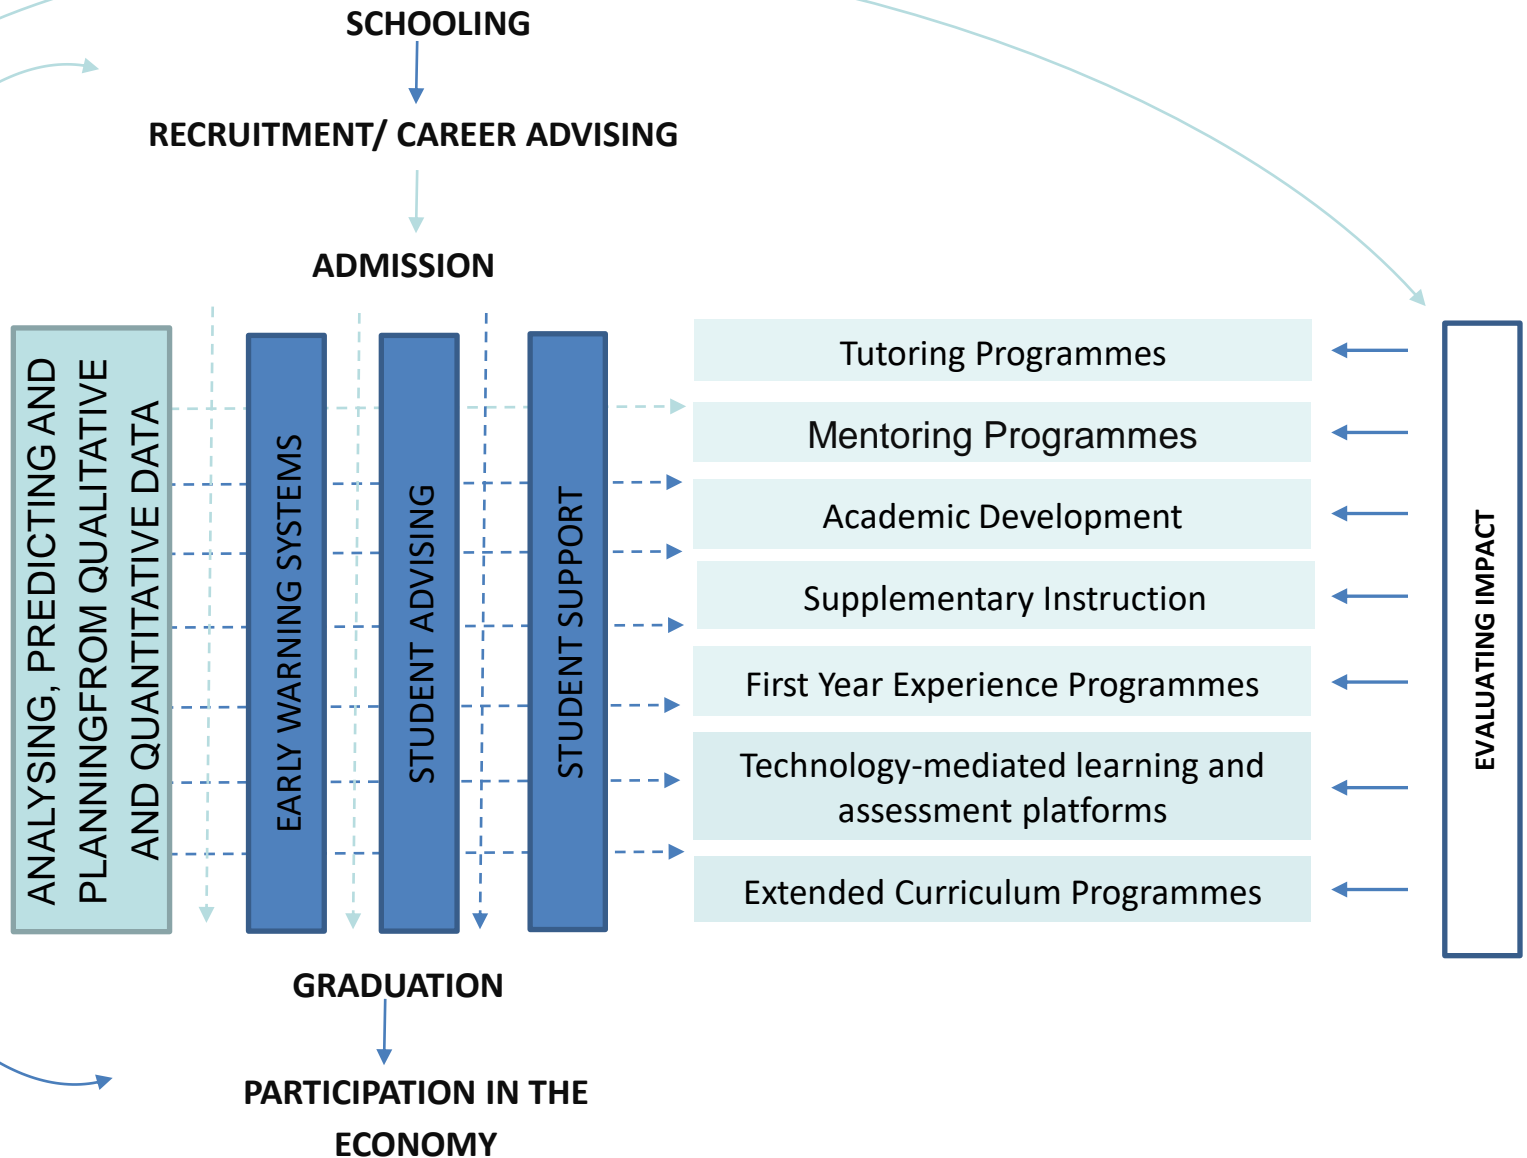 SCHOOLING
RECRUITMENT/ CAREER ADVISING
ADMISSION
ANALYSING, PREDICTING AND
PLANNINGFROM QUALITATIVE
AND QUANTITATIVE DATA
EARLY WARNING SYSTEMS
STUDENT ADVISING
STUDENT SUPPORT
Tutoring Programmes
Mentoring Programmes
Academic Development
Supplementary Instruction
First Year Experience Programmes
Technology-mediated learning and
assessment platforms
Extended Curriculum Programmes
EVALUATING IMPACT
GRADUATION
PARTICIPATION IN THE
ECONOMY